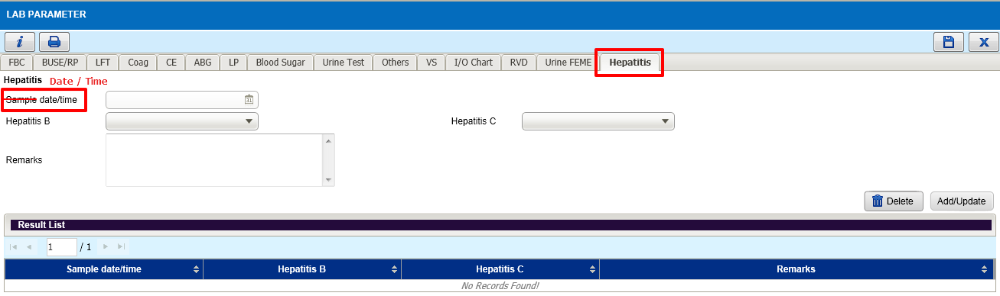 LAB PARAMETER
i X
FBC BUSE/RP LFT Coag CE ABG LP Blood Sugar Urine Test Others VS I/O Chart RVD Urine FEME Hepatitis
Hepatitis Date / Time
Sample date/time 31
Hepatitis B Hepatitis C
Remarks
Delete Add/Update
Result List
1 / 1
Sample date/time Hepatitis B Hepatitis C Remarks
No Records Found!